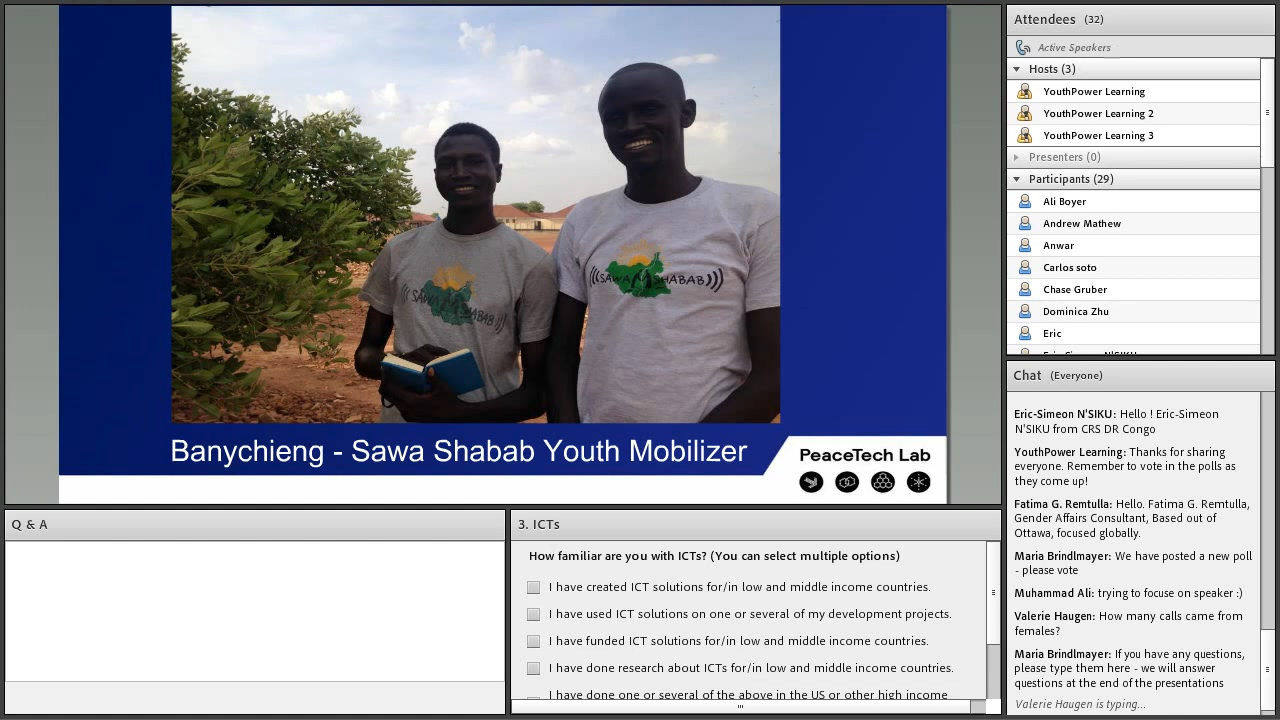 SAWA SHABAB
SAWA SHABAB
Banychieng - Sawa Shabab Youth Mobilizer
PeaceTech Lab
Q & A
3. ICTs
How familiar are you with ICTs? (You can select multiple options)
I have created ICT solutions for/in low and middle income countries.
I have used ICT solutions on one or several of my development projects.
I have funded ICT solutions for/in low and middle income countries.
I have done research about ICTs for/in low and middle income countries.
I have done one or several of the above in the US or other high income
Attendees (32)
Active Speakers
Hosts (3)
YouthPower Learning
YouthPower Learning 2
YouthPower Learning 3
Presenters (0)
Participants (29)
Ali Boyer
Andrew Mathew
Anwar
Carlos soto
Chase Gruber
Dominica Zhu
Eric
Eric-Simeon N'SIKU
Chat (Everyone)
Eric-Simeon N'SIKU: Hello ! Eric-Simeon
N'SIKU from CRS DR Congo
YouthPower Learning: Thanks for sharing
everyone. Remember to vote in the polls as
they come up!
Fatima G. Remtulla: Hello. Fatima G. Remtulla,
Gender Affairs Consultant, Based out of
Ottawa, focused globally.
Maria Brindlmayer: We have posted a new poll
- please vote
Muhammad Ali: trying to focus on speaker :)
Valerie Haugen: How many calls came from
females?
Maria Brindlmayer: If you have any questions,
please type them here - we will answer
questions at the end of the presentations
Valerie Haugen is typing...